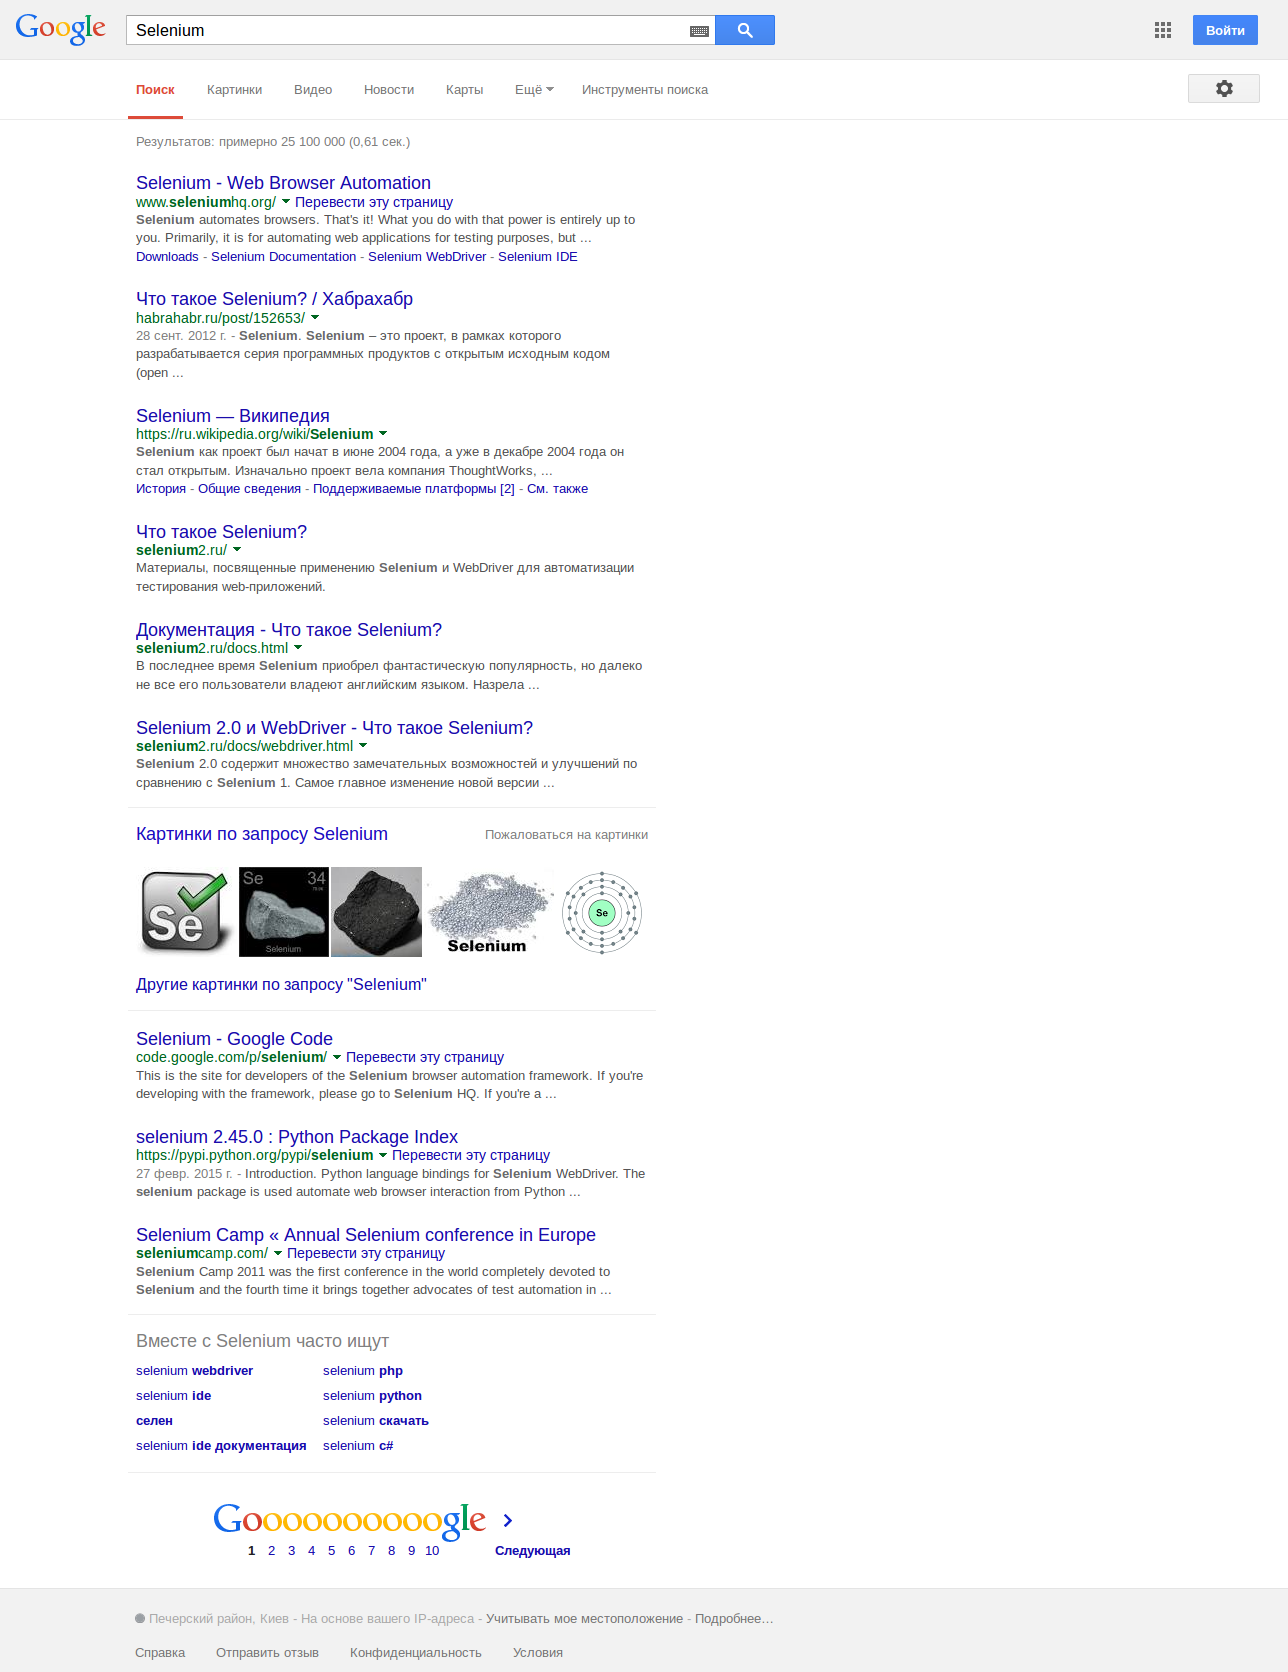 Google
Selenium
Войти
Поиск Картинки Видео Новости Карты Ещё Инструменты поиска
Результатов: примерно 25 100 000 (0,61 сек.)
Selenium - Web Browser Automation
www.seleniumhq.org/ Перевести эту страницу
Selenium automates browsers. That's it! What you do with that power is entirely up to
you. Primarily, it is for automating web applications for testing purposes, but ...
Downloads - Selenium Documentation - Selenium WebDriver - Selenium IDE
Что такое Selenium? / Хабрахабр
habrahabr.ru/post/152653/
28 сент. 2012 г. - Selenium. Selenium – это проект, в рамках которого
разрабатывается серия программных продуктов с открытым исходным кодом
(open ...
Selenium — Википедия
https://ru.wikipedia.org/wiki/Selenium
Selenium как проект был начат в июне 2004 года, а уже в декабре 2004 года он
стал открытым. Изначально проект вела компания ThoughtWorks, ...
История - Общие сведения - Поддерживаемые платформы [2] - См. также
Что такое Selenium?
selenium2.ru/
Материалы, посвященные применению Selenium и WebDriver для автоматизации
тестирования web-приложений.
Документация - Что такое Selenium?
selenium2.ru/docs.html
В последнее время Selenium приобрел фантастическую популярность, но далеко
не все его пользователи владеют английским языком. Назрела ...
Selenium 2.0 и WebDriver - Что такое Selenium?
selenium2.ru/docs/webdriver.html
Selenium 2.0 содержит множество замечательных возможностей и улучшений по
сравнению с Selenium 1. Самое главное изменение новой версии ...
Картинки по запросу Selenium Пожаловаться на картинки
Se
Se 34
Selenium
Selenium
Se
Другие картинки по запросу "Selenium"
Selenium - Google Code
code.google.com/p/selenium/ Перевести эту страницу
This is the site for developers of the Selenium browser automation framework. If you're
developing with the framework, please go to Selenium HQ. If you're a ...
selenium 2.45.0 : Python Package Index
https://pypi.python.org/pypi/selenium Перевести эту страницу
27 февр. 2015 г. - Introduction. Python language bindings for Selenium WebDriver. The
selenium package is used automate web browser interaction from Python ...
Selenium Camp « Annual Selenium conference in Europe
seleniumcamp.com/ Перевести эту страницу
Selenium Camp 2011 was the first conference in the world completely devoted to
Selenium and the fourth time it brings together advocates of test automation in ...
Вместе с Selenium часто ищут
selenium webdriver selenium php
selenium ide selenium python
селен selenium скачать
selenium ide документация selenium c#
Goooooooooogle
1 2 3 4 5 6 7 8 9 10 Следующая
Печерский район, Киев - На основе вашего IP-адреса - Учитывать мое местоположение - Подробнее…
Справка Отправить отзыв Конфиденциальность Условия